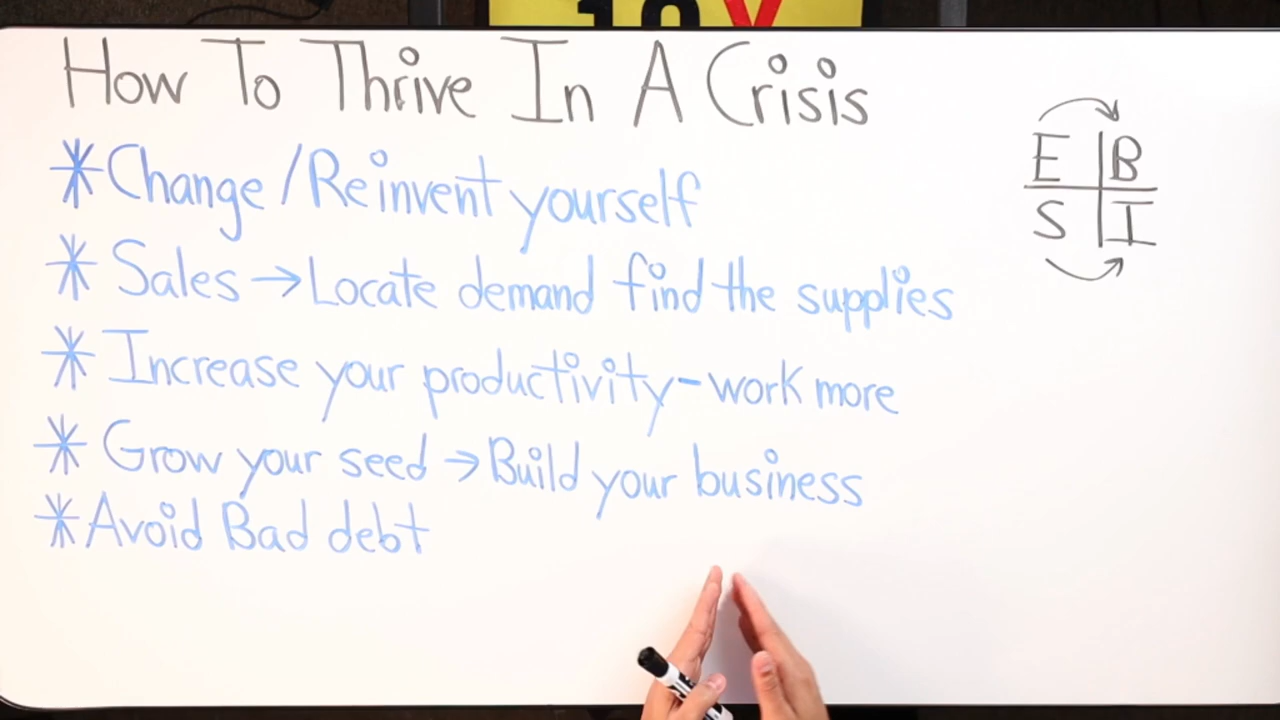 How To Thrive In A Crisis
* Change / Reinvent yourself
* Sales → Locate demand find the supplies
* Increase your productivity - work more
* Grow your seed → Build your business
* Avoid Bad debt
E B
S I